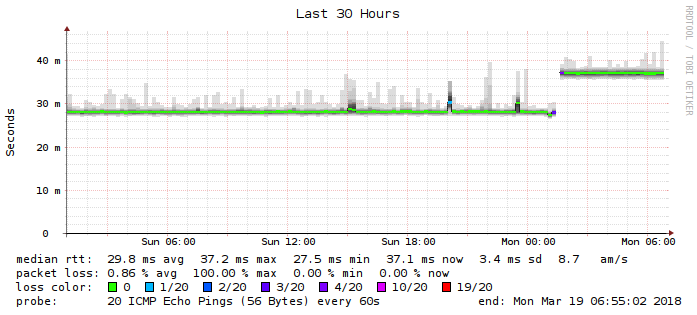 Last 30 Hours
RRDTOOL / TOBI OETIKER
Seconds
40 m
30 m
20 m
10 m
0
Sun 06:00 Sun 12:00 Sun 18:00 Mon 00:00 Mon 06:00
median rtt: 29.8 ms avg 37.2 ms max 27.5 ms min 37.1 ms now 3.4 ms sd 8.7 am/s
packet loss: 0.86 % avg 100.00 % max 0.00 % min 0.00 % now
loss color: 0 1/20 2/20 3/20 4/20 10/20 19/20
probe: 20 ICMP Echo Pings (56 Bytes) every 60s end: Mon Mar 19 06:55:02 2018